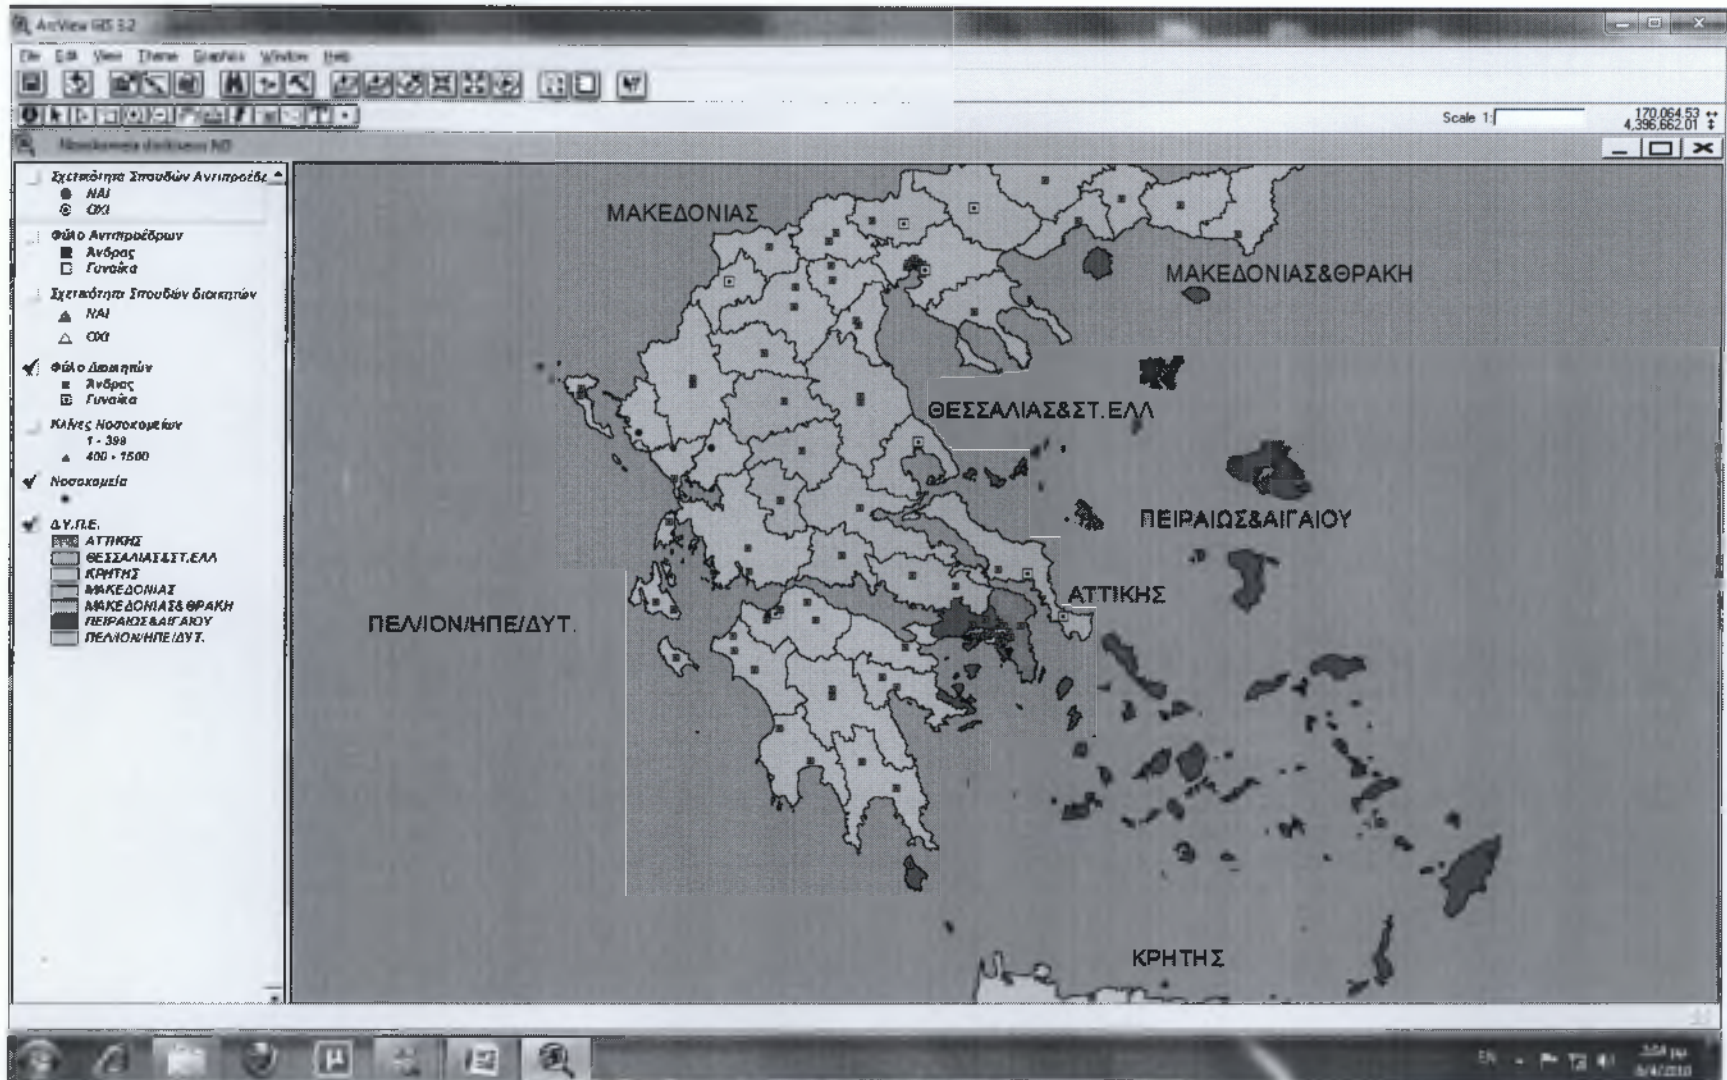 ArcView GIS 3.2
File Edit View Theme Graphics Window Help
Scale 1:
170,064.53
4,396,662.01
Σχετικότητα Σπουδών Αντιπροέδρ
ΝΑΙ
ΟΧΙ
Φύλο Αντιπροέδρων
Άνδρας
Γυναίκα
Σχετικότητα Σπουδών διοικητών
ΝΑΙ
ΟΧΙ
Φύλο Διοικητών
Άνδρας
Γυναίκα
Κλίνες Νοσοκομείων
1 - 399
400 - 1500
Νοσοκομεία
Δ.Υ.Π.Ε.
ΑΤΤΙΚΗΣ
ΘΕΣΣΑΛΙΑΣ&ΣΤ.ΕΛΛ
ΚΡΗΤΗΣ
ΜΑΚΕΔΟΝΙΑΣ
ΜΑΚΕΔΟΝΙΑΣ&ΘΡΑΚΗ
ΠΕΙΡΑΙΩΣ&ΑΙΓΑΙΟΥ
ΠΕΛ/ΙΟΝ/ΗΠΕ/ΔΥΤ.
ΜΑΚΕΔΟΝΙΑΣ
ΜΑΚΕΔΟΝΙΑΣ&ΘΡΑΚΗ
ΘΕΣΣΑΛΙΑΣ&ΣΤ.ΕΛΛ
ΠΕΙΡΑΙΩΣ&ΑΙΓΑΙΟΥ
ΑΤΤΙΚΗΣ
ΠΕΛ/ΙΟΝ/ΗΠΕ/ΔΥΤ.
ΚΡΗΤΗΣ
EN